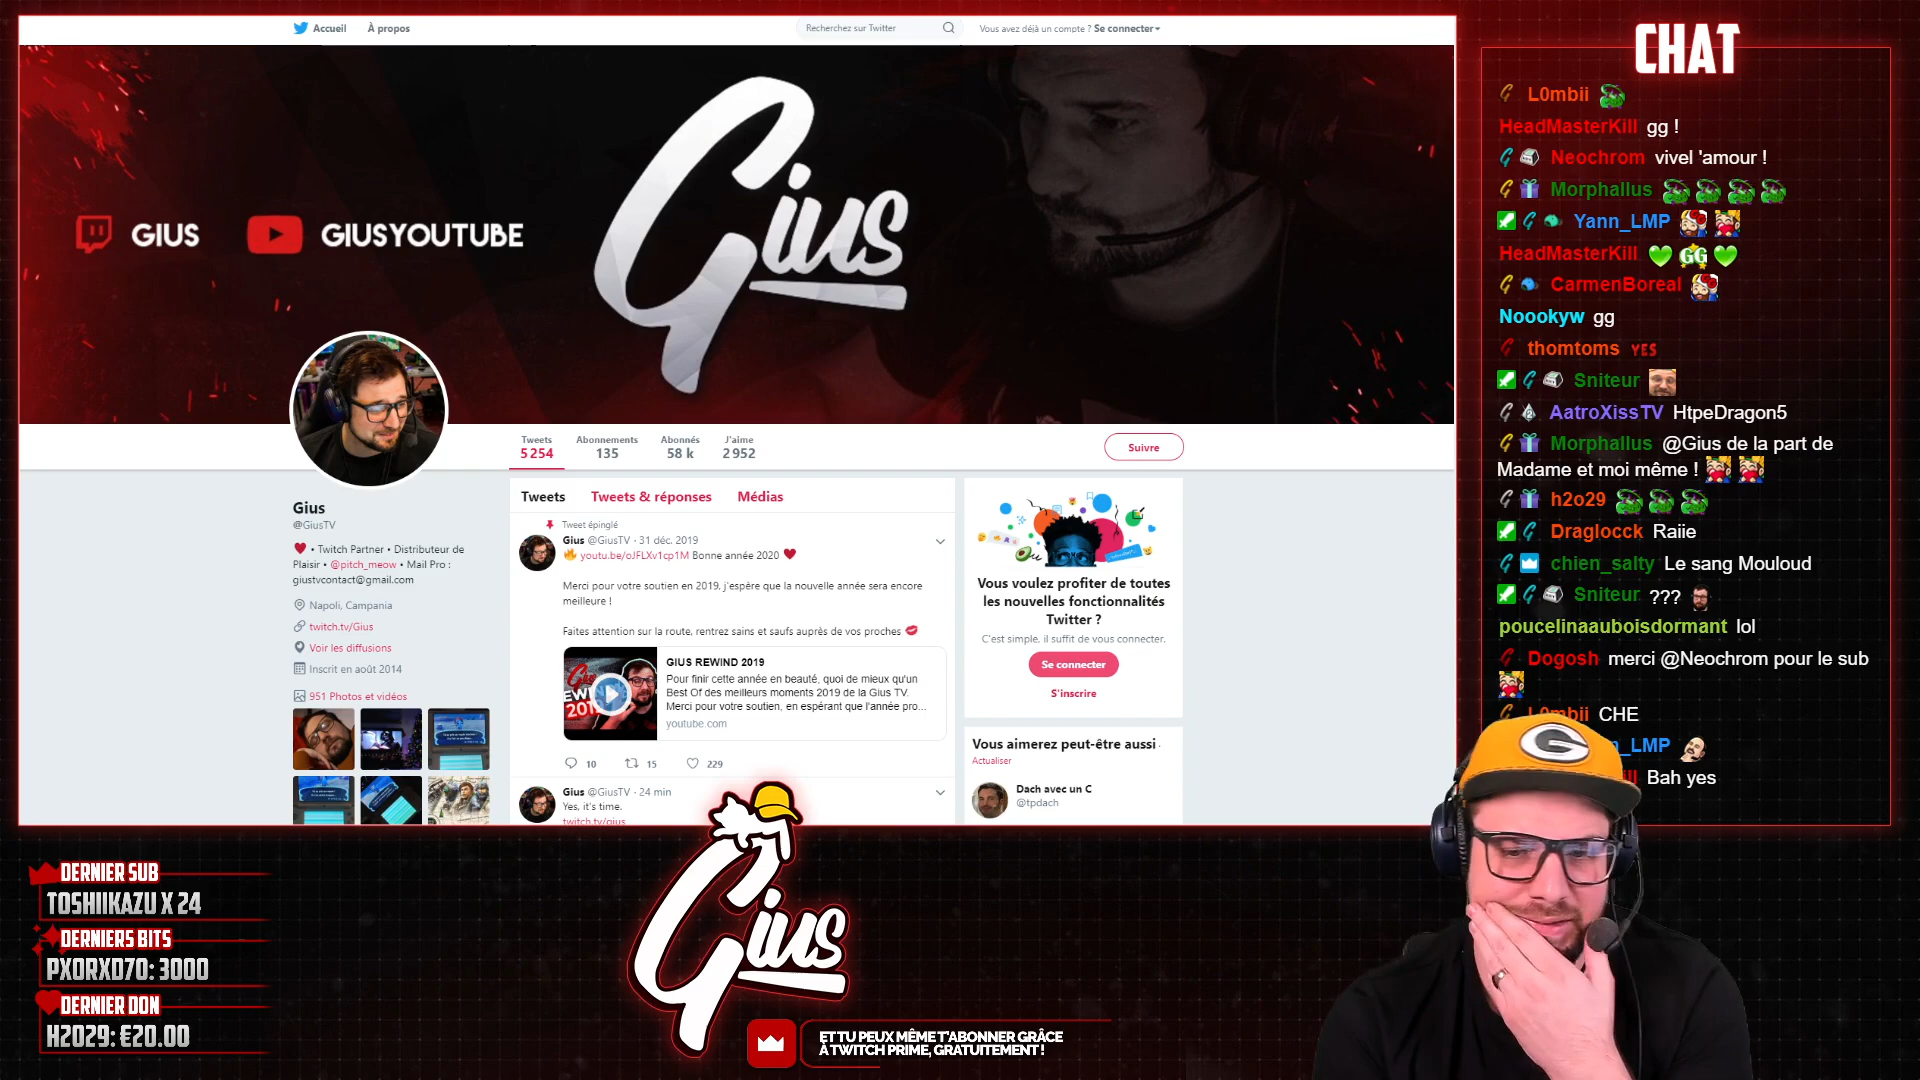 Accueil
À propos
Recherchez sur Twitter
Vous avez déjà un compte ? Se connecter
GIUS
GIUSYOUTUBE
Gius
Tweets
5 254
Abonnements
135
Abonnés
58 k
J'aime
2 952
Suivre
Gius
@GiusTV
• Twitch Partner • Distributeur de
Plaisir • @pitch_meow • Mail Pro :
giustvcontact@gmail.com
Napoli, Campania
twitch.tv/Gius
Voir les diffusions
Inscrit en août 2014
951 Photos et vidéos
Tweets
Tweets & réponses
Médias
Tweet épinglé
Gius @GiusTV · 31 déc. 2019
youtu.be/oJFLXv1cp1M Bonne année 2020
Merci pour votre soutien en 2019, j'espère que la nouvelle année sera encore
meilleure !
Faites attention sur la route, rentrez sains et saufs auprès de vos proches
GIUS REWIND 2019
Pour finir cette année en beauté, quoi de mieux qu'un
Best Of des meilleurs moments 2019 de la Gius TV.
Merci pour votre soutien, en espérant que l'année pro...
youtube.com
10
15
229
Gius @GiusTV · 24 min
Yes, it's time.
twitch.tv/gius
Vous voulez profiter de toutes
les nouvelles fonctionnalités
Twitter ?
C'est simple, il suffit de vous connecter.
Se connecter
S'inscrire
Vous aimerez peut-être aussi ·
Actualiser
Dach avec un C
@tpdach
CHAT
L0mbii
HeadMasterKill gg !
Neochrom vivel 'amour !
Morphallus
Yann_LMP
HeadMasterKill GG
CarmenBoreal
Noookyw gg
thomtoms YES
Sniteur
AatroXissTV HtpeDragon5
Morphallus @Gius de la part de
Madame et moi même !
h2o29
Draglocck Raiie
chien_salty Le sang Mouloud
Sniteur ???
poucelinaauboisdormant lol
Dogosh merci @Neochrom pour le sub
L0mbii CHE
_LMP
Bah yes
DERNIER SUB
TOSHIIKAZU X 24
DERNIERS BITS
PXORXD70: 3000
DERNIER DON
H2O29: €20.00
Gius
ET TU PEUX MÊME T'ABONNER GRÂCE
À TWITCH PRIME, GRATUITEMENT !
G